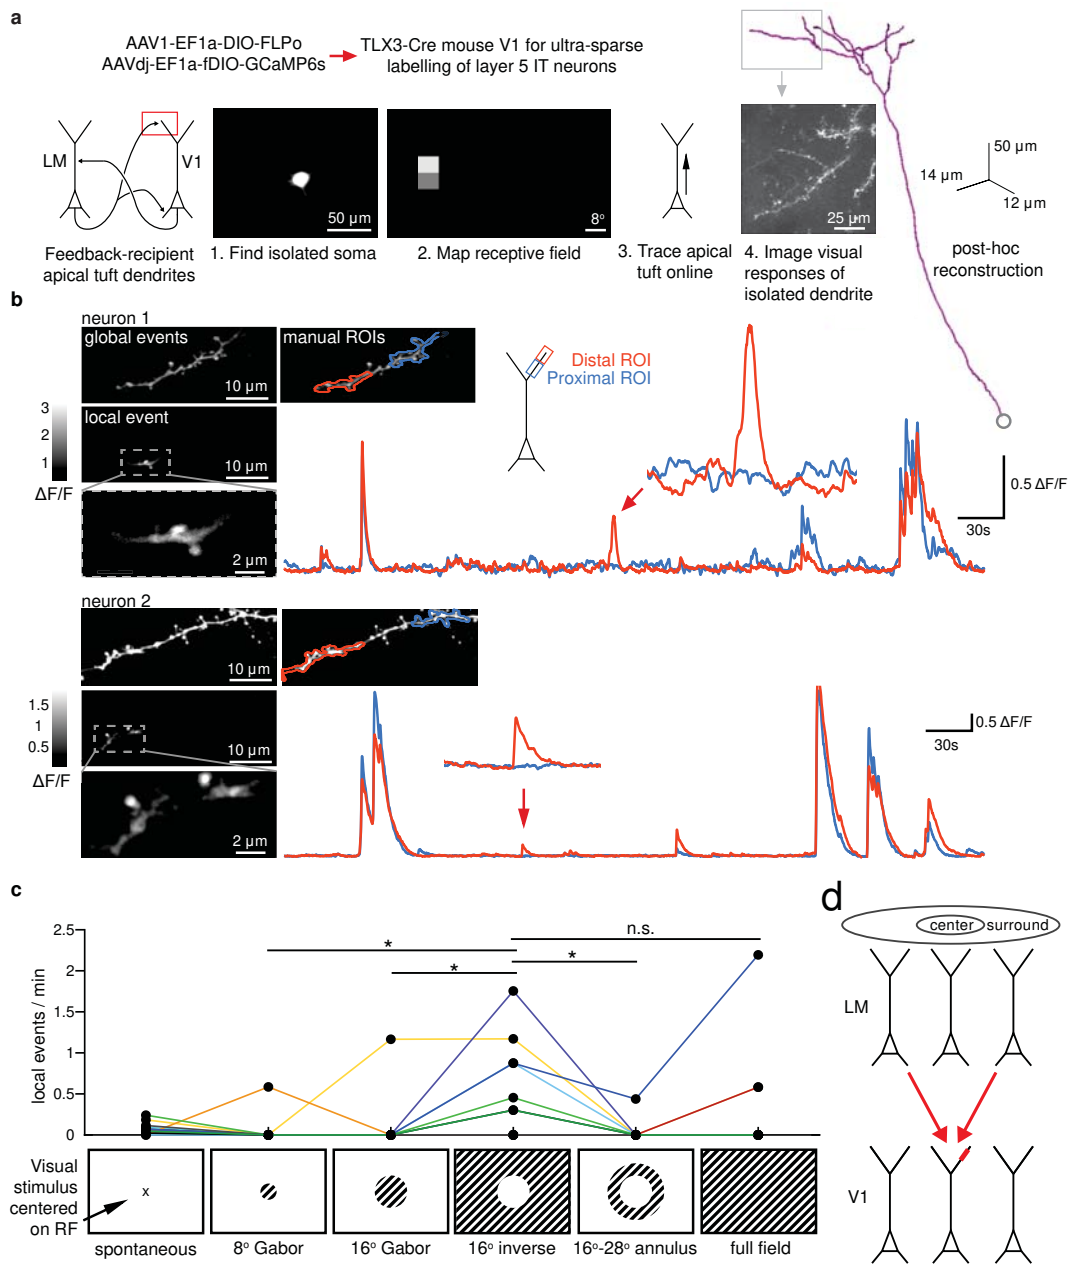 a
AAV1-EF1a-DIO-FLPo
AAVdj-EF1a-fDIO-GCaMP6s
TLX3-Cre mouse V1 for ultra-sparse
labelling of layer 5 IT neurons
LM
V1
Feedback-recipient
apical tuft dendrites
50 µm
1. Find isolated soma
8°
2. Map receptive field
3. Trace apical
tuft online
25 µm
4. Image visual
responses of
isolated dendrite
50 µm
14 µm
12 µm
post-hoc
reconstruction
b
neuron 1
global events
10 µm
manual ROIs
Distal ROI
Proximal ROI
3
2
1
ΔF/F
local event
10 µm
2 µm
0.5 ΔF/F
30s
neuron 2
10 µm
1.5
1
0.5
ΔF/F
10 µm
2 µm
0.5 ΔF/F
30s
c
local events / min
2.5
2
1.5
1
0.5
0
*
*
*
n.s.
Visual
stimulus
centered
on RF
x
spontaneous
8° Gabor
16° Gabor
16° inverse
16°-28° annulus
full field
d
center
surround
LM
V1